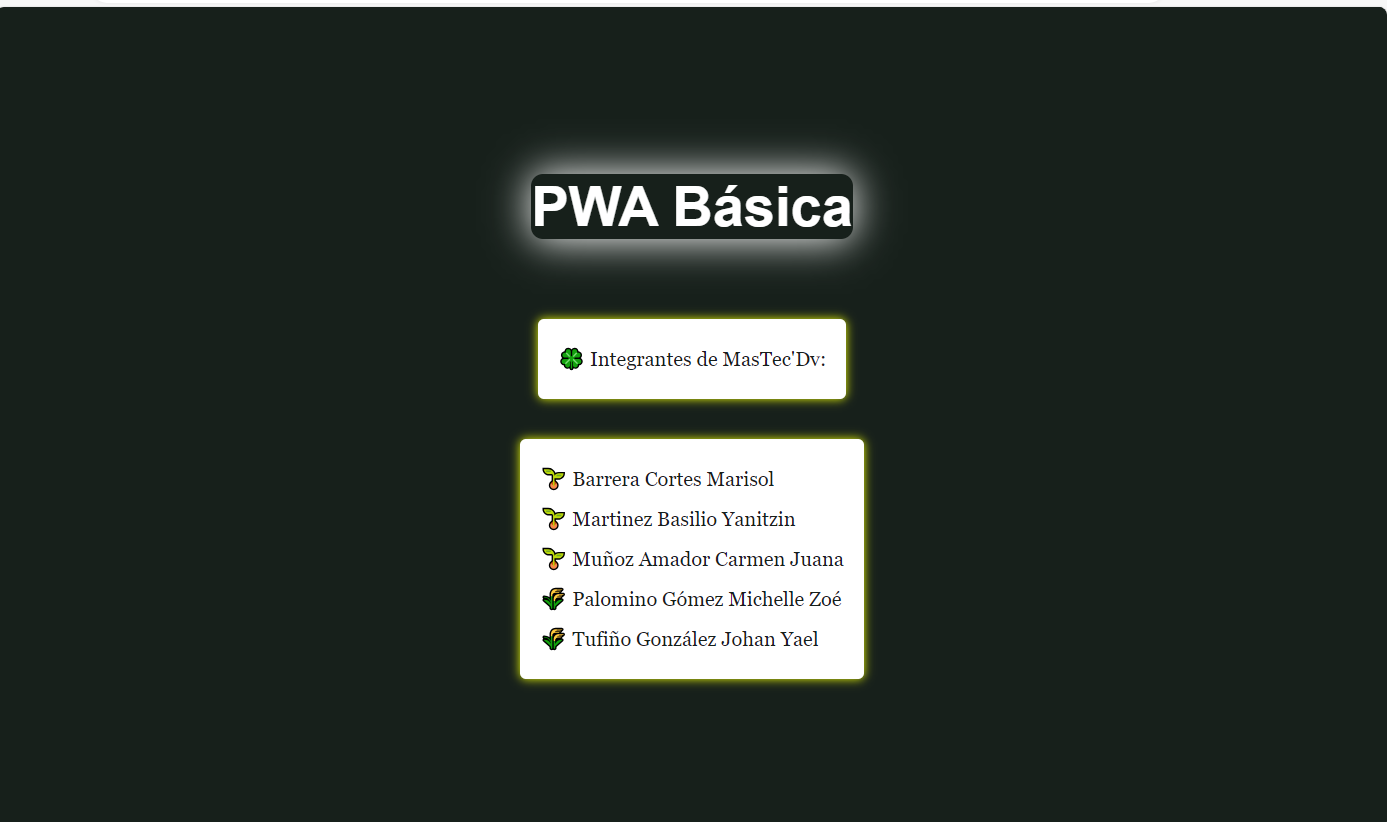 PWA Básica
🍀 Integrantes de MasTec'Dv:
🌱 Barrera Cortes Marisol
🌱 Martinez Basilio Yanitzin
🌱 Muñoz Amador Carmen Juana
🌾 Palomino Gómez Michelle Zoé
🌾 Tufiño González Johan Yael